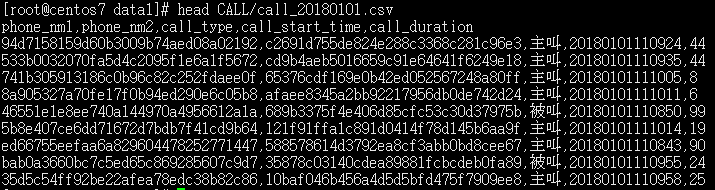 [root@centos7 data1]# head CALL/call_20180101.csv
phone_nm1,phone_nm2,call_type,call_start_time,call_duration
94d7158159d60b3009b74aed08a02192,c2691d755de824e288c3368c281c96e3,主叫,20180101110924,44
533b0032070fa5d4c2095f1e6a1f5672,cd9b4aeb5016659c91e64641f6249e18,主叫,20180101110935,44
741b305913186c0b96c82c252fdaee0f,65376cdf169e0b42ed052567248a80ff,主叫,20180101111005,8
8a905327a70fe17f0b94ed290e6c05b8,afaee8345a2bb92217956db0de742d24,主叫,20180101111011,6
46551e1e8ee740a144970a4956612a1a,689b3375f4e406d85cfc53c30d37975b,被叫,20180101110850,99
5b8e407ce6dd71672d7bdb7f41cd9b64,121f91ffa1c891d0414f78d145b6aa9f,主叫,20180101111014,19
ed66755eefaa6a829604478252771447,588578614d3792ea8cf3abb0bd8cee67,主叫,20180101110843,90
bab0a3660bc7c5ed65c869285607c9d7,35878c03140cdea89881fcbcdeb0fa89,被叫,20180101110955,24
35d5c54ff92be22afea78edc38b82c86,10baf046b456a4d5d5bfd475f7909ee8,主叫,20180101110958,25